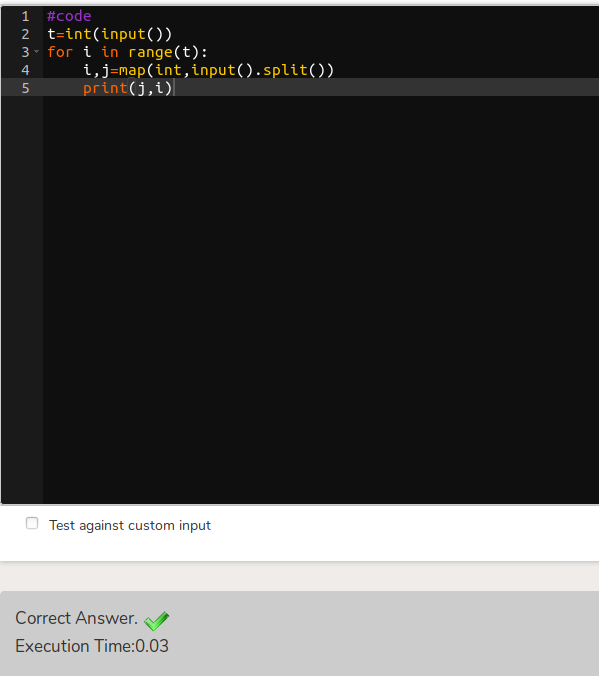 1 #code
2 t=int(input())
3 for i in range(t):
4     i,j=map(int,input().split())
5     print(j,i)
Test against custom input
Correct Answer.
Execution Time:0.03